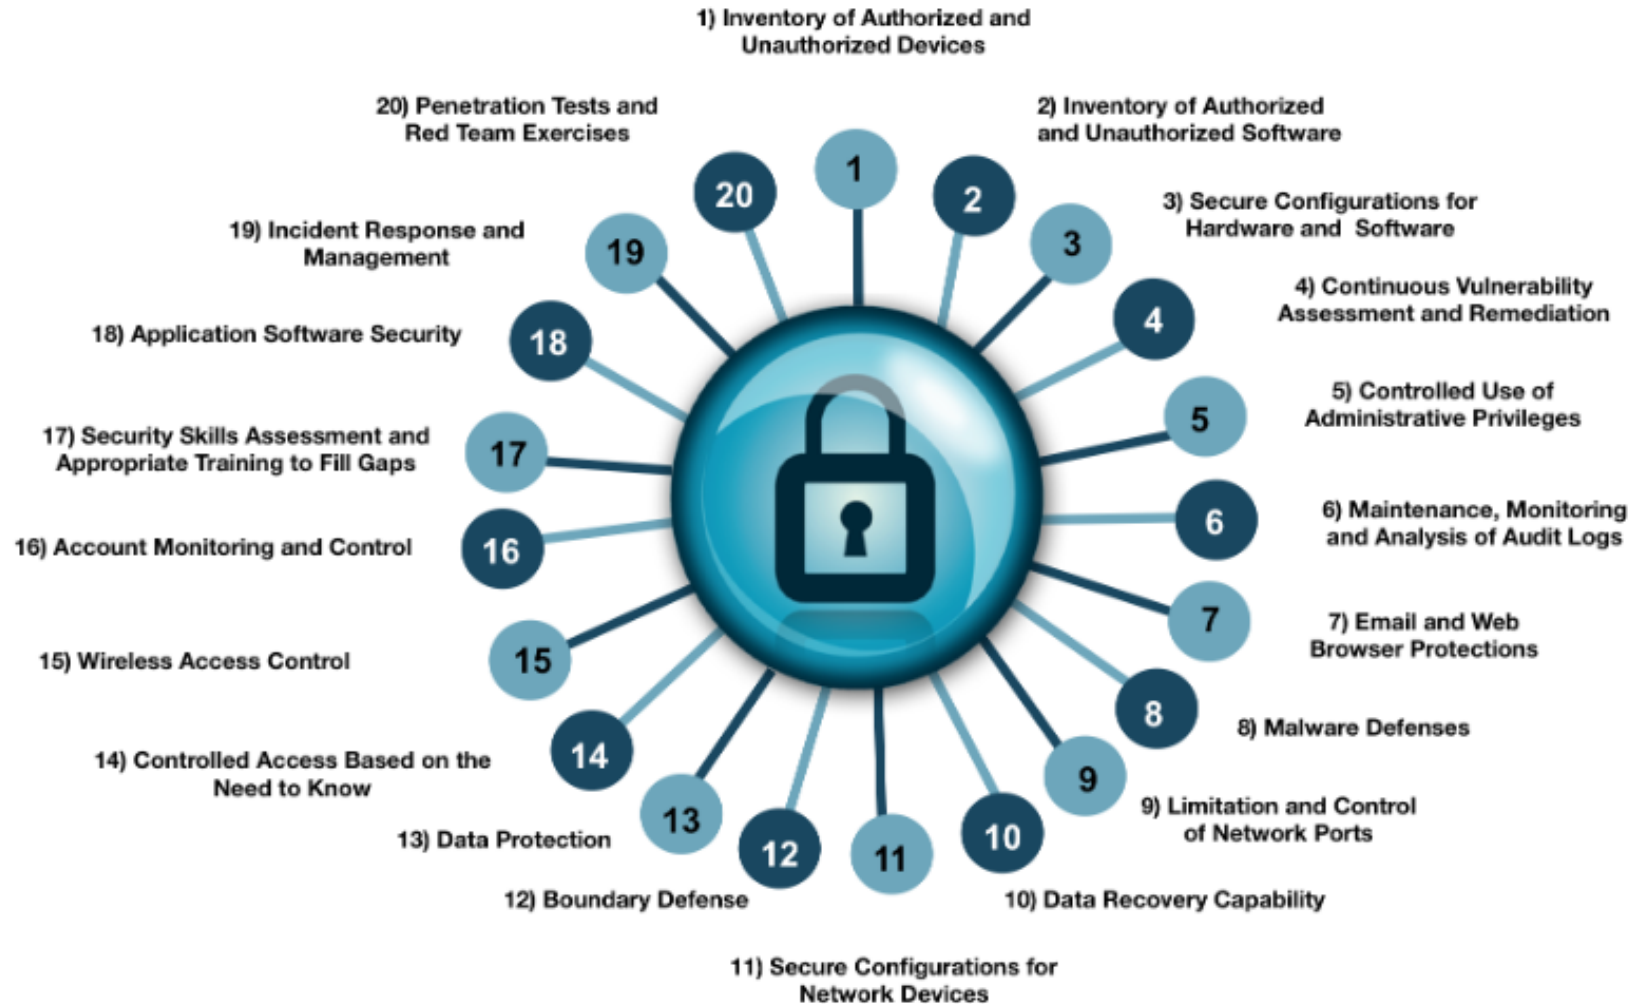 1) Inventory of Authorized and
Unauthorized Devices
2) Inventory of Authorized
and Unauthorized Software
3) Secure Configurations for
Hardware and Software
4) Continuous Vulnerability
Assessment and Remediation
5) Controlled Use of
Administrative Privileges
6) Maintenance, Monitoring
and Analysis of Audit Logs
7) Email and Web
Browser Protections
8) Malware Defenses
9) Limitation and Control
of Network Ports
10) Data Recovery Capability
11) Secure Configurations for
Network Devices
12) Boundary Defense
13) Data Protection
14) Controlled Access Based on the
Need to Know
15) Wireless Access Control
16) Account Monitoring and Control
17) Security Skills Assessment and
Appropriate Training to Fill Gaps
18) Application Software Security
19) Incident Response and
Management
20) Penetration Tests and
Red Team Exercises
1
2
3
4
5
6
7
8
9
10
11
12
13
14
15
16
17
18
19
20